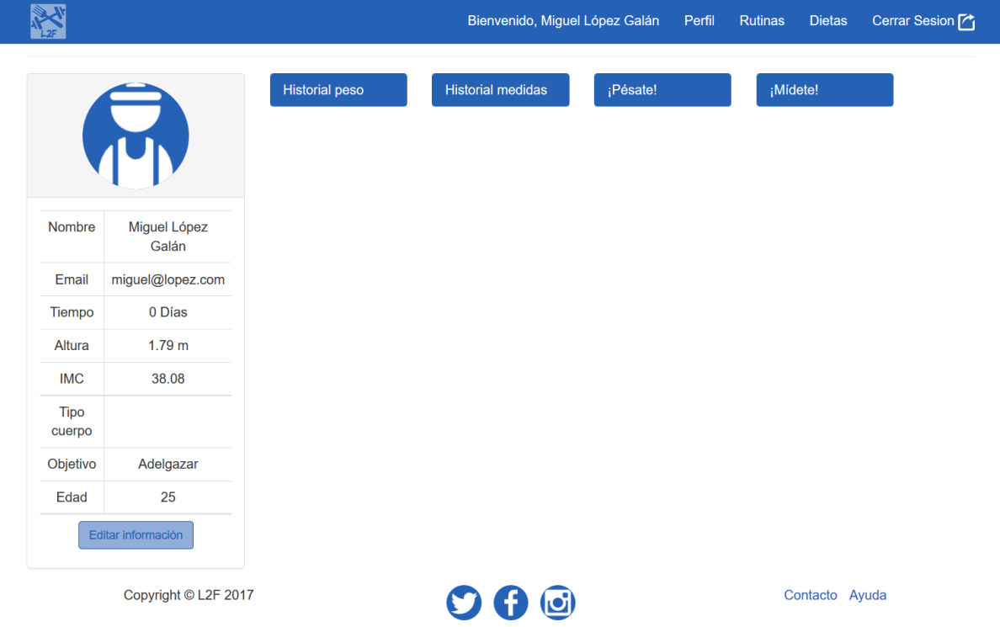 L2F
Bienvenido, Miguel López Galán
Perfil
Rutinas
Dietas
Cerrar Sesion
Historial peso
Historial medidas
¡Pésate!
¡Mídete!
Nombre
Miguel López
Galán
Email
miguel@lopez.com
Tiempo
0 Días
Altura
1.79 m
IMC
38.08
Tipo
cuerpo
Objetivo
Adelgazar
Edad
25
Editar información
Copyright © L2F 2017
Contacto
Ayuda